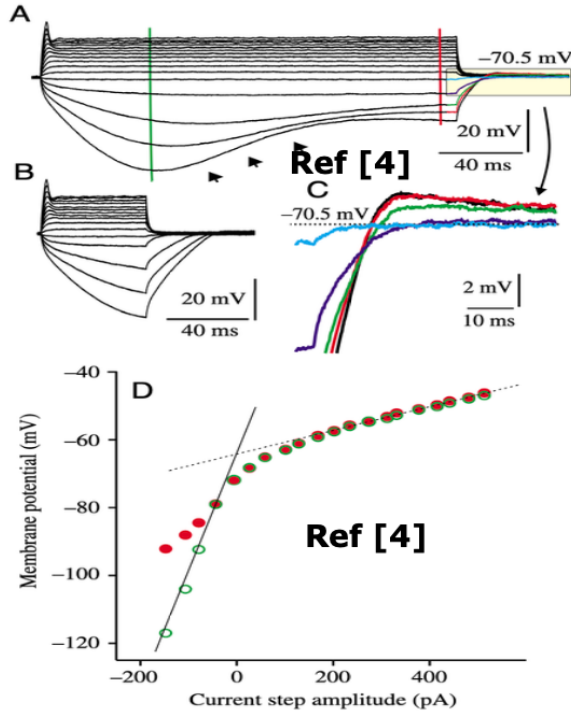 A
−70.5 mV
20 mV
40 ms
Ref [4]
B
C
−70.5 mV
20 mV
40 ms
2 mV
10 ms
D
−40
−60
−80
−100
−120
Membrane potential (mV)
Ref [4]
−200
0
200
400
Current step amplitude (pA)